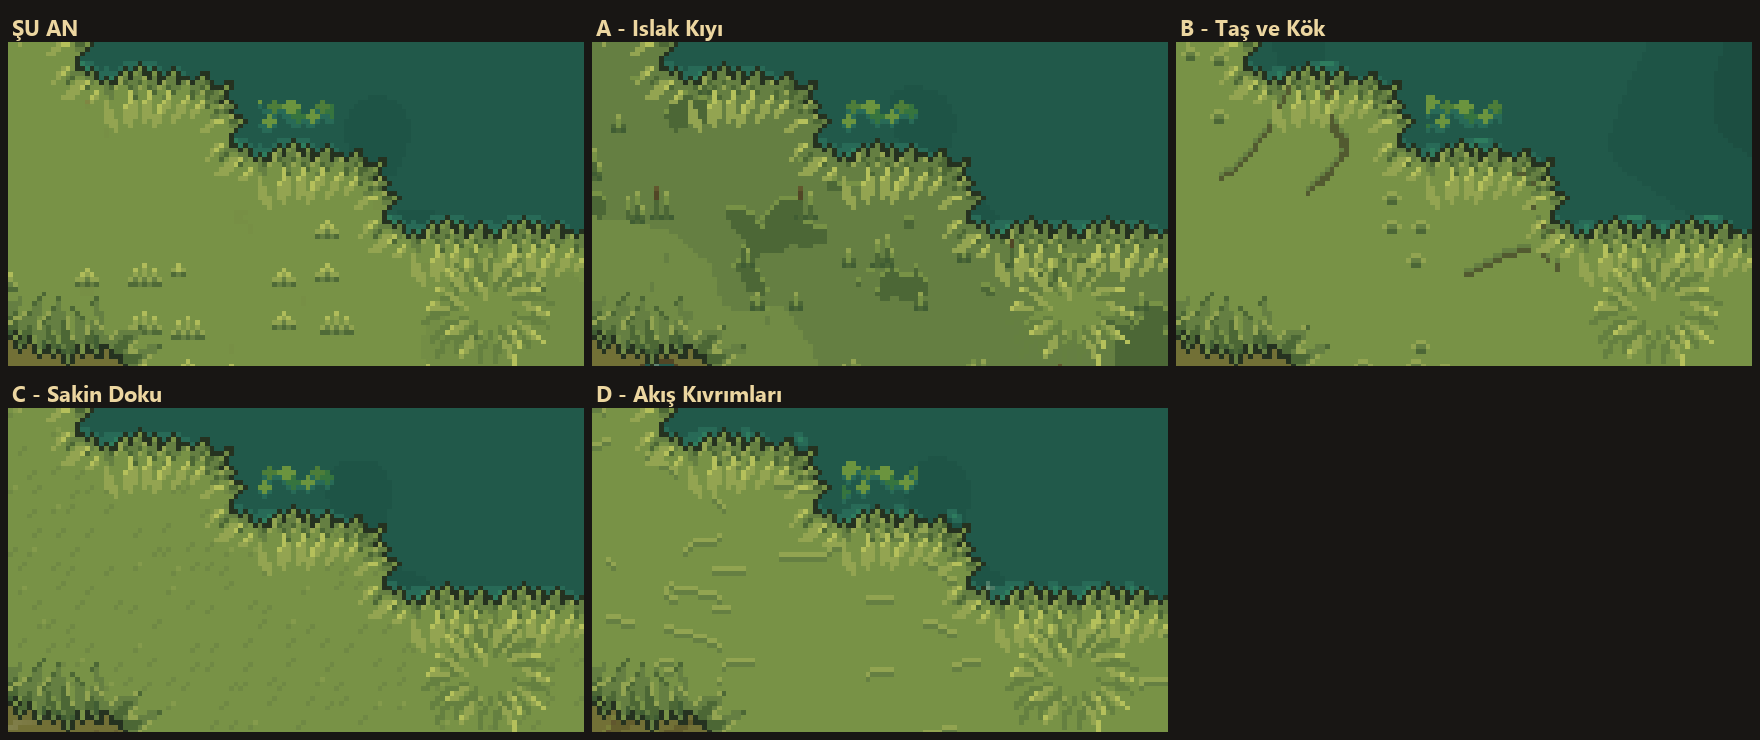 ŞU AN
A - Islak Kıyı
B - Taş ve Kök
C - Sakin Doku
D - Akış Kıvrımları